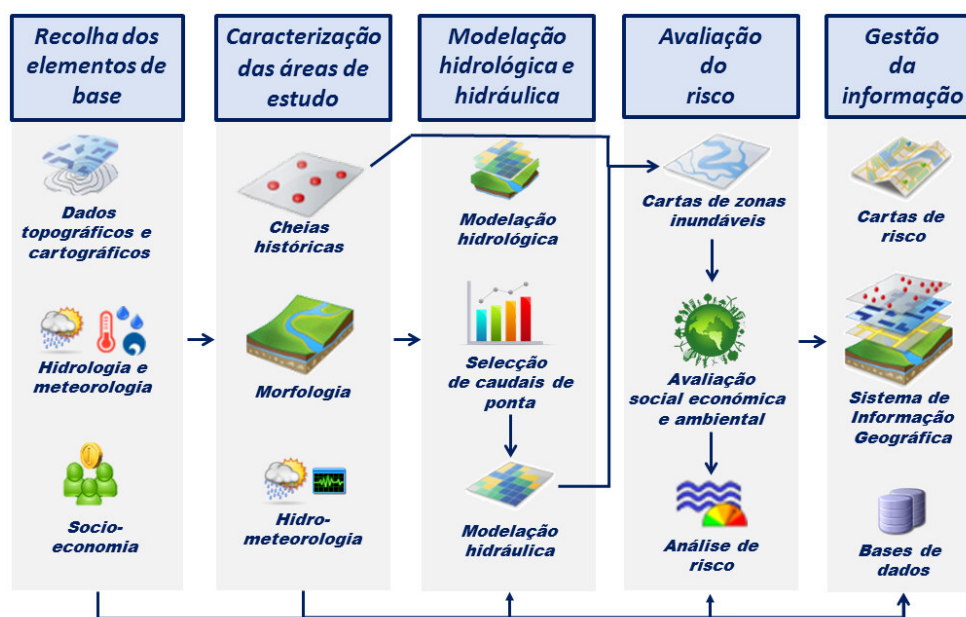 Recolha dos
elementos de
base
Caracterização
das áreas de
estudo
Modelação
hidrológica e
hidráulica
Avaliação
do
risco
Gestão
da
informação
Dados
topográficos e
cartográficos
Hidrologia e
meteorologia
Socio-
economia
Cheias
históricas
Morfologia
Hidro-
meteorologia
Modelação
hidrológica
Selecção
de caudais de
ponta
Modelação
hidráulica
Cartas de zonas
inundáveis
Avaliação
social económica
e ambiental
Análise de
risco
Cartas de
risco
Sistema de
Informação
Geográfica
Bases de
dados